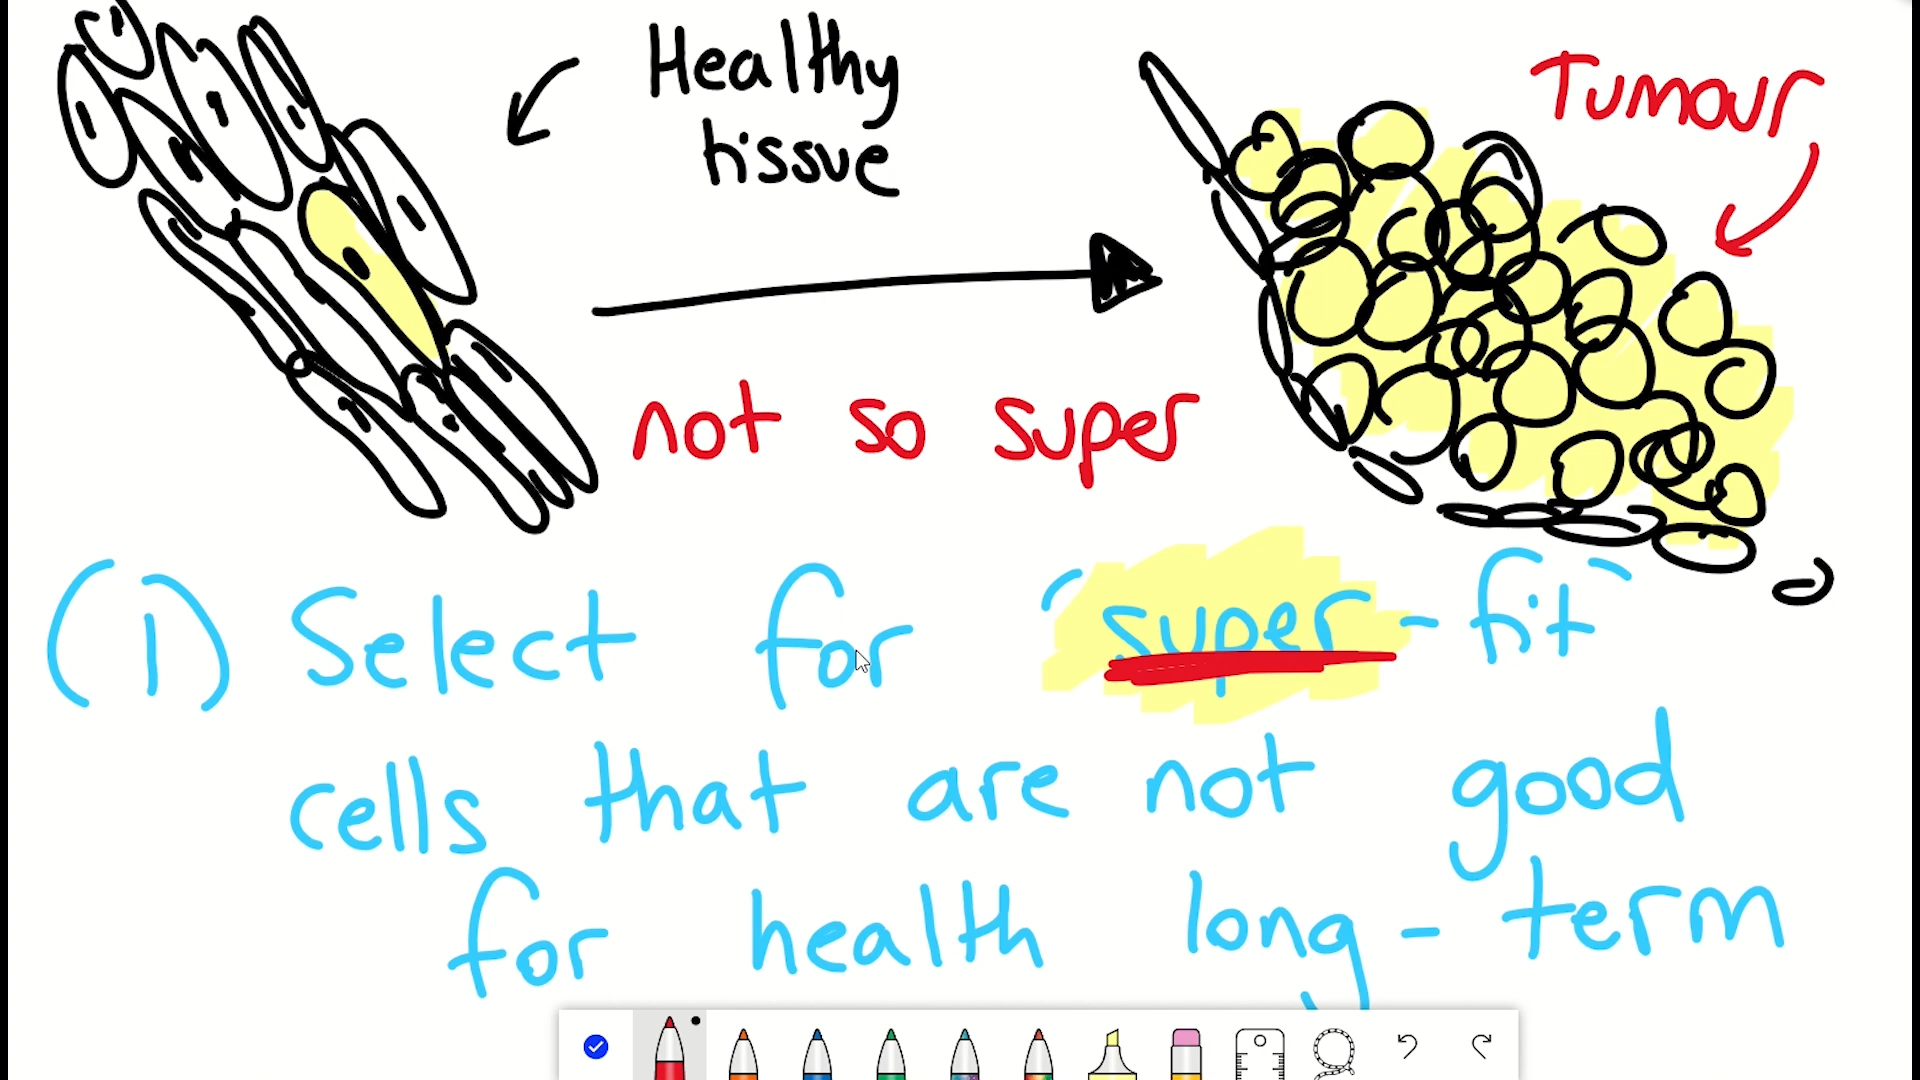 Healthy
tissue
Tumour
not so super
(1) Select for "super-fit"
cells that are not good
for health long-term